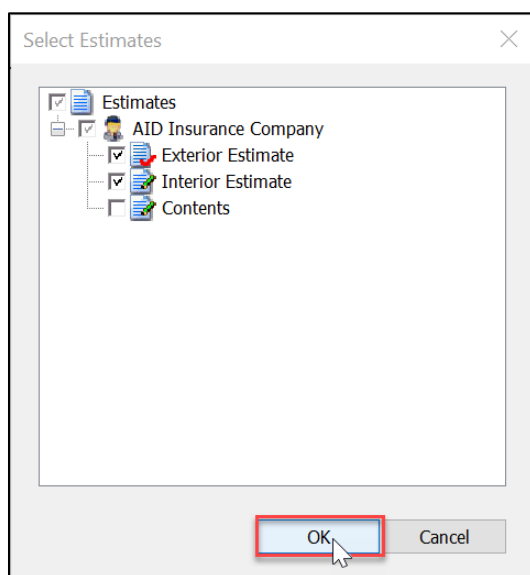 Select Estimates
Estimates
AID Insurance Company
Exterior Estimate
Interior Estimate
Contents
OK
Cancel